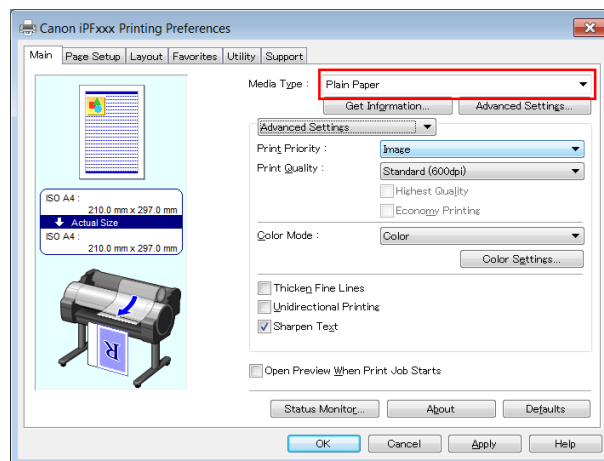 Canon iPFxxx Printing Preferences
Main Page Setup Layout Favorites Utility Support
Media Type : Plain Paper
Get Information... Advanced Settings...
Advanced Settings
Print Priority : Image
Print Quality : Standard (600dpi)
Highest Quality
Economy Printing
ISO A4 :
210.0 mm x 297.0 mm
Actual Size
ISO A4 :
210.0 mm x 297.0 mm
Color Mode : Color
Color Settings...
Thicken Fine Lines
Unidirectional Printing
Sharpen Text
R
Open Preview When Print Job Starts
Status Monitor... About Defaults
OK Cancel Apply Help